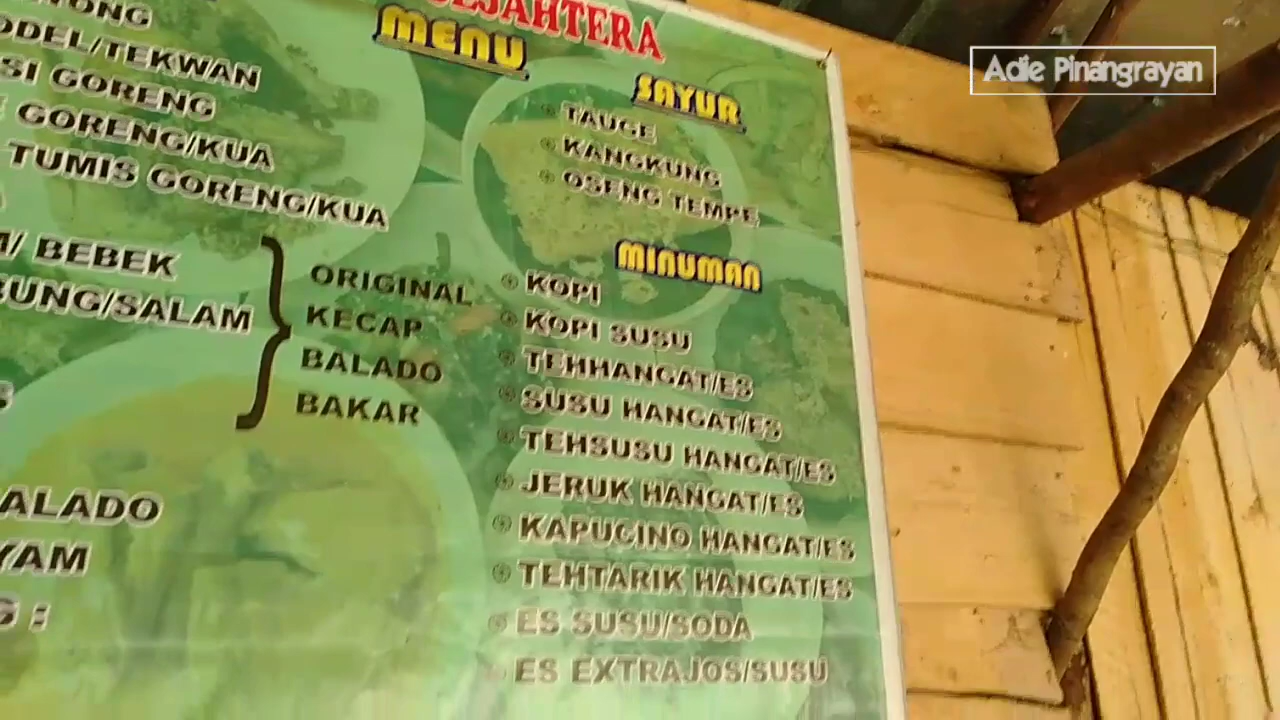 SEJAHTERA
MENU
ODEL/TEKWAN
SI GORENG
GORENG/KUA
TUMIS GORENG/KUA
/ BEBEK
BUNG/SALAM
ORIGINAL
KECAP
BALADO
BAKAR
ALADO
YAM
G :
SAYUR
TAUGE
KANGKUNG
OSENG TEMPE
MINUMAN
KOPI
KOPI SUSU
TEHHANGAT/ES
SUSU HANGAT/ES
TEHSUSU HANGAT/ES
JERUK HANGAT/ES
KAPUCINO HANGAT/ES
TEHTARIK HANGAT/ES
ES SUSU/SODA
ES EXTRAJOS/SUSU
Adie Pinangrayan